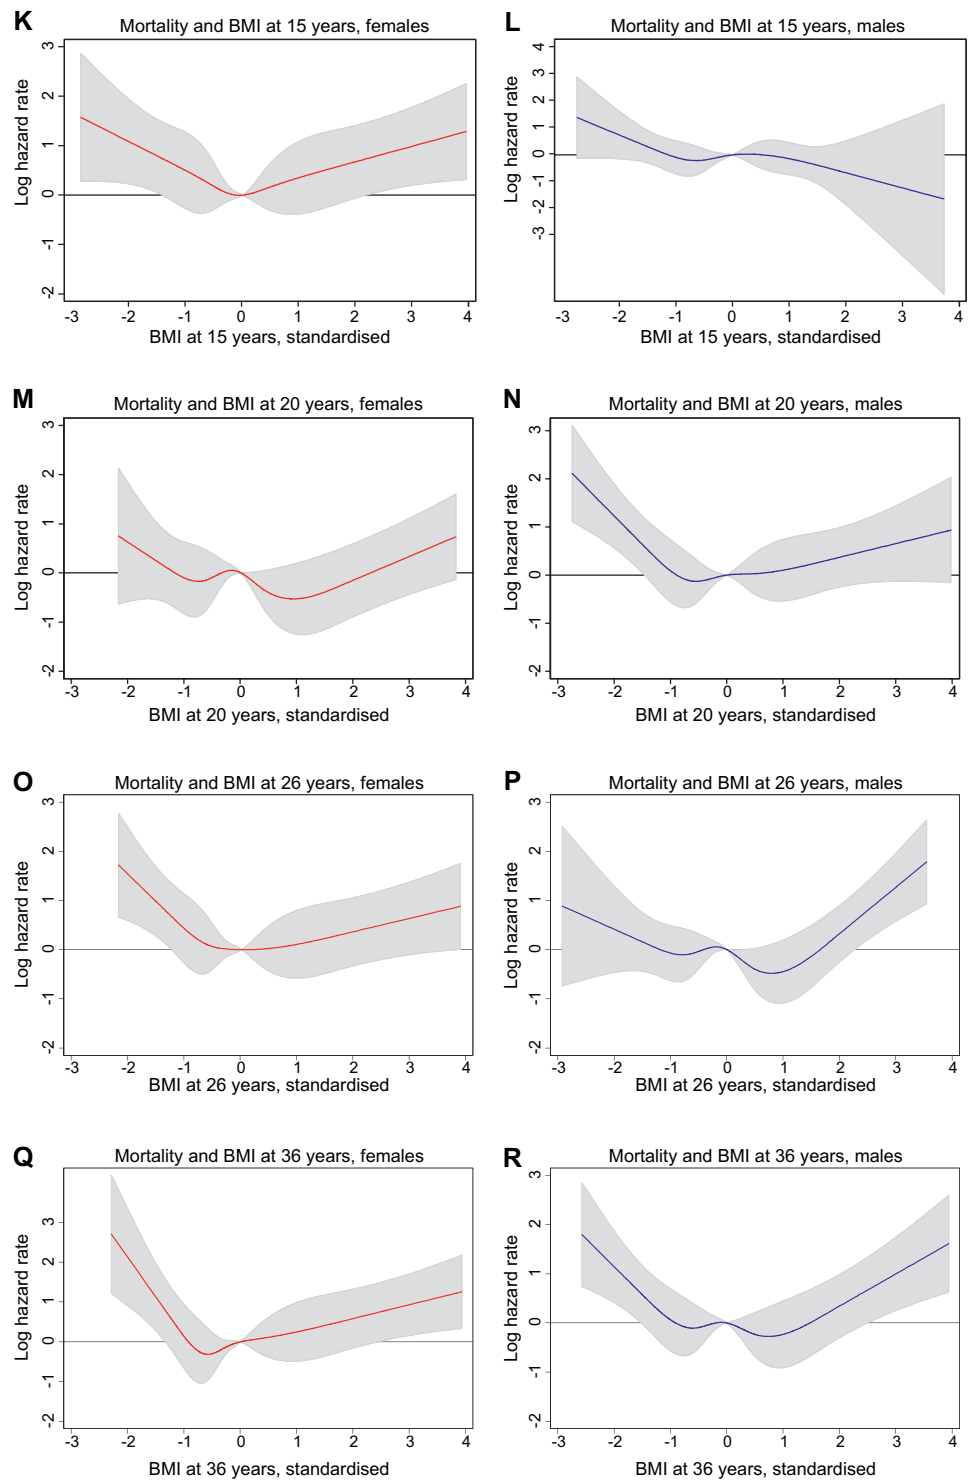 K
Mortality and BMI at 15 years, females
Log hazard rate
3
2
1
0
-1
-2
-3 -2 -1 0 1 2 3 4
BMI at 15 years, standardised
L
Mortality and BMI at 15 years, males
Log hazard rate
4
3
2
1
0
-1
-2
-3
-3 -2 -1 0 1 2 3 4
BMI at 15 years, standardised
M
Mortality and BMI at 20 years, females
Log hazard rate
3
2
1
0
-1
-2
-3 -2 -1 0 1 2 3 4
BMI at 20 years, standardised
N
Mortality and BMI at 20 years, males
Log hazard rate
3
2
1
0
-1
-2
-3 -2 -1 0 1 2 3 4
BMI at 20 years, standardised
O
Mortality and BMI at 26 years, females
Log hazard rate
3
2
1
0
-1
-2
-3 -2 -1 0 1 2 3 4
BMI at 26 years, standardised
P
Mortality and BMI at 26 years, males
Log hazard rate
3
2
1
0
-1
-2
-3 -2 -1 0 1 2 3 4
BMI at 26 years, standardised
Q
Mortality and BMI at 36 years, females
Log hazard rate
3
2
1
0
-1
-2
-3 -2 -1 0 1 2 3 4
BMI at 36 years, standardised
R
Mortality and BMI at 36 years, males
Log hazard rate
3
2
1
0
-1
-2
-3 -2 -1 0 1 2 3 4
BMI at 36 years, standardised